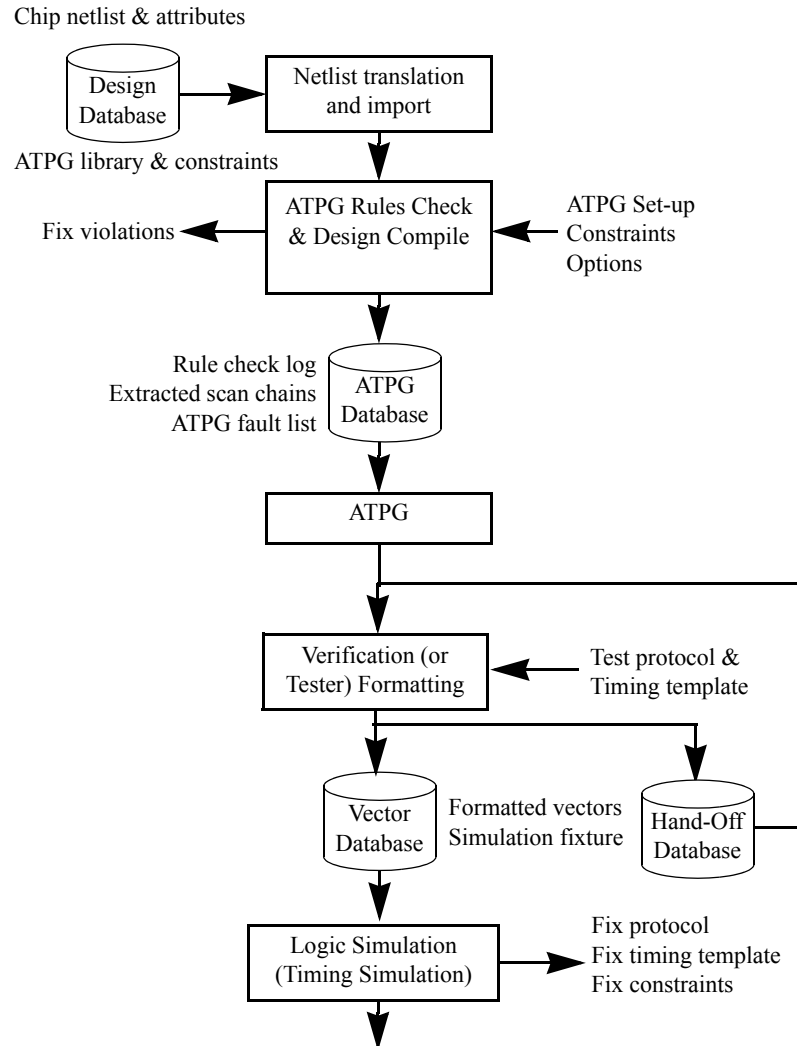 Chip netlist & attributes
Design
Database
Netlist translation
and import
ATPG library & constraints
ATPG Rules Check
& Design Compile
Fix violations
ATPG Set-up
Constraints
Options
Rule check log
Extracted scan chains
ATPG fault list
ATPG
Database
ATPG
Verification (or
Tester) Formatting
Test protocol &
Timing template
Vector
Database
Formatted vectors
Simulation fixture
Hand-Off
Database
Logic Simulation
(Timing Simulation)
Fix protocol
Fix timing template
Fix constraints